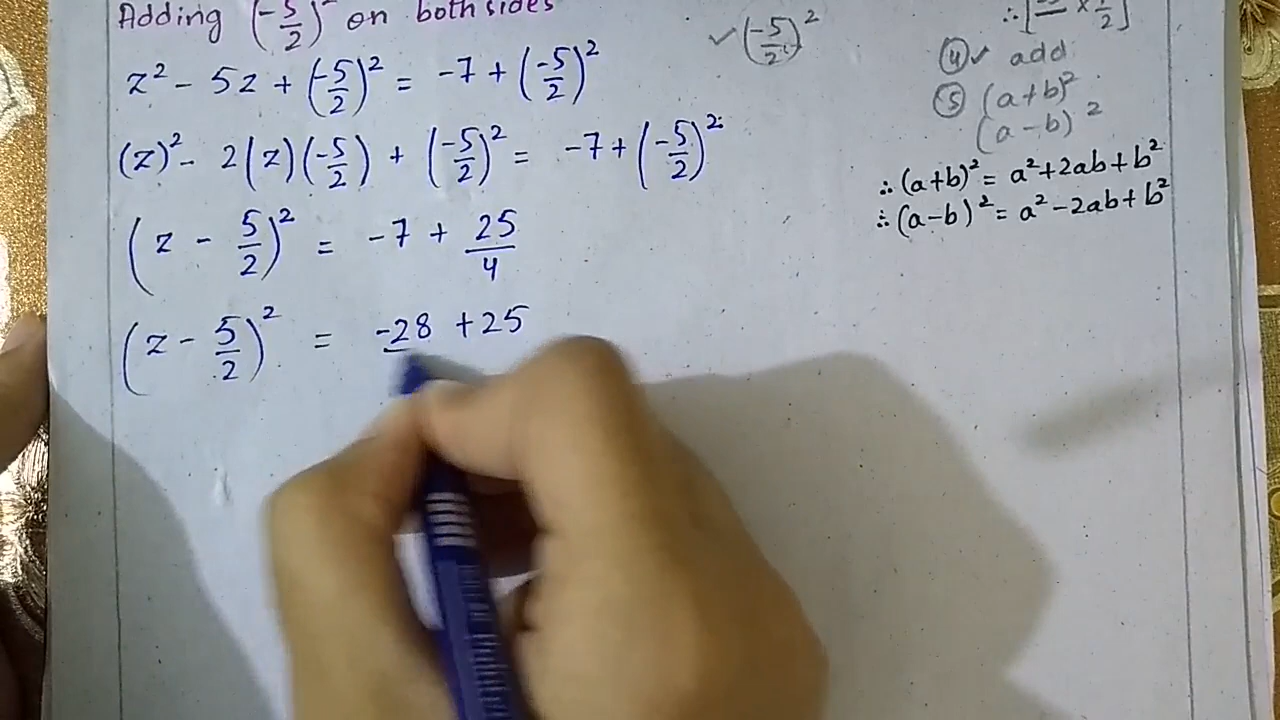 Adding (-5/2)² on both sides
z² - 5z + (-5/2)² = -7 + (-5/2)²
(z)² - 2(z)(-5/2) + (-5/2)² = -7 + (-5/2)²
(z - 5/2)² = -7 + 25/4
(z - 5/2)² = -28 + 25
✓ (-5/2)²
④ ✓ add
⑤ (a+b)²
(a-b)²
∴ (a+b)² = a² + 2ab + b²
∴ (a-b)² = a² - 2ab + b²